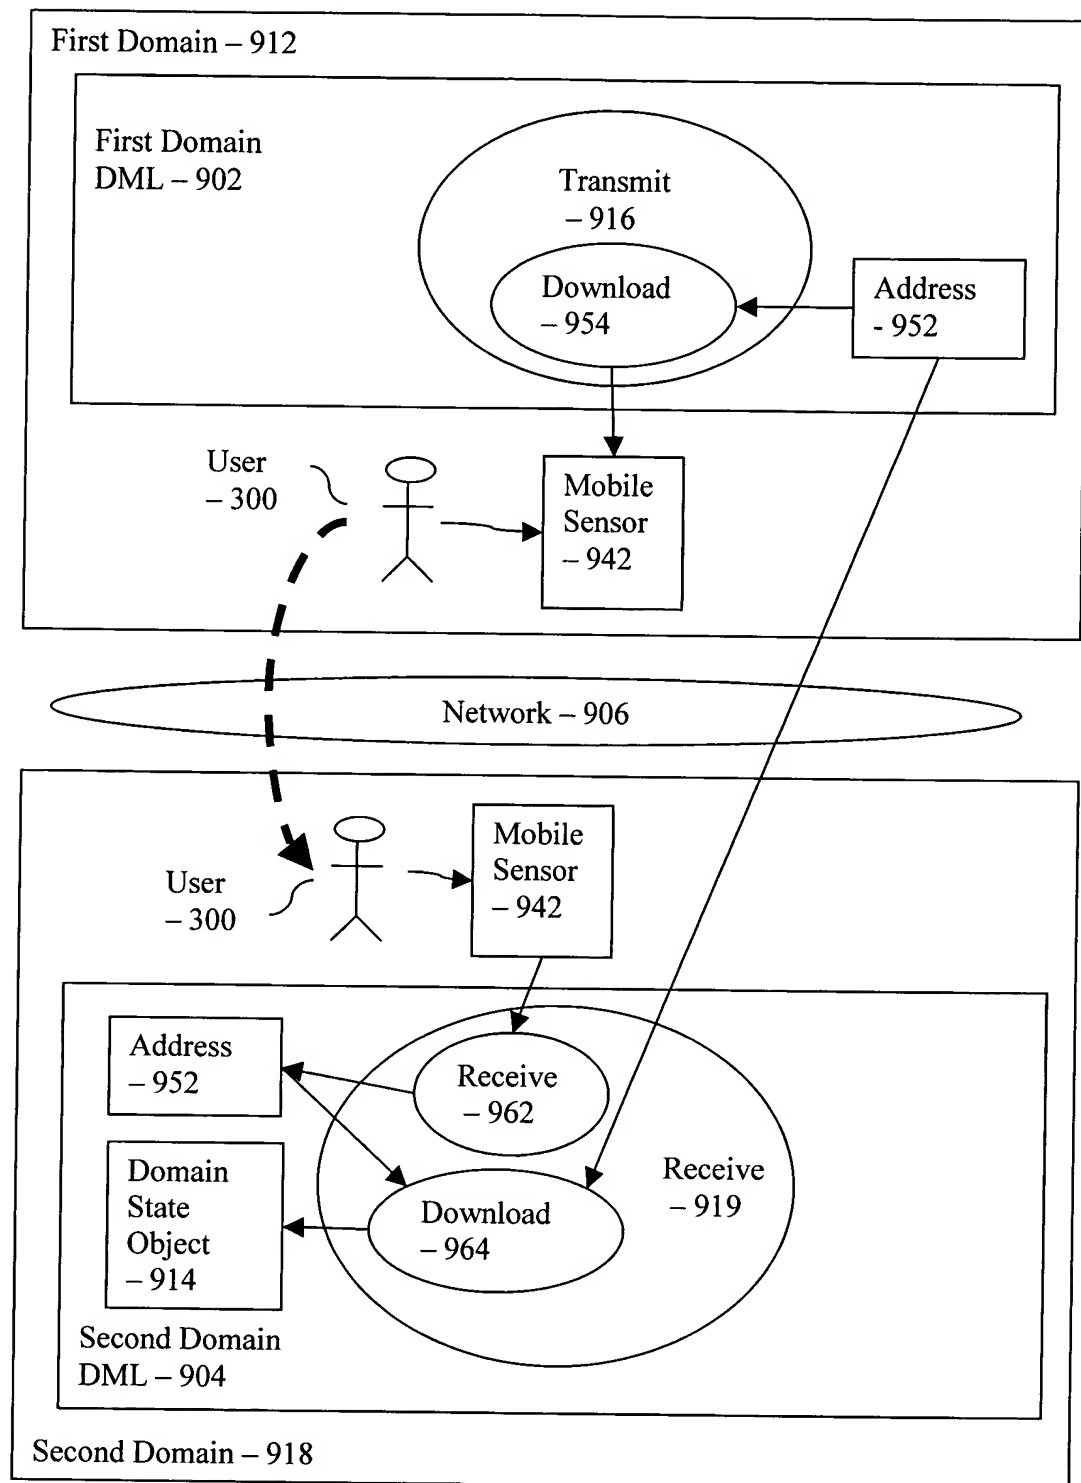 First Domain – 912
First Domain
DML – 902
Transmit
– 916
Download
– 954
Address
- 952
User
– 300
Mobile
Sensor
– 942
Network – 906
Mobile
Sensor
– 942
User
– 300
Address
– 952
Receive
– 962
Domain
State
Object
– 914
Download
– 964
Receive
– 919
Second Domain
DML – 904
Second Domain – 918